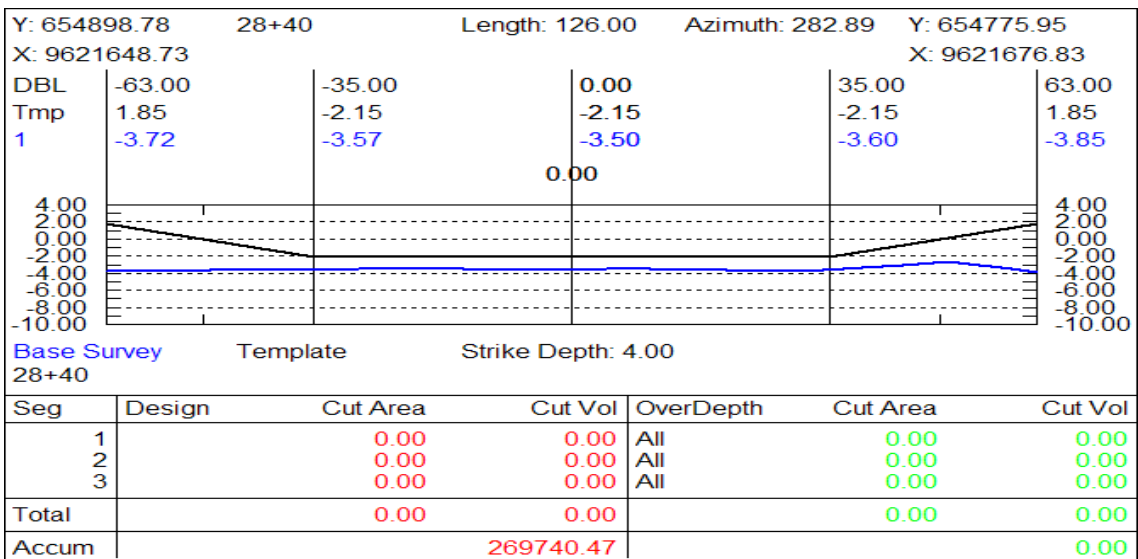 Y: 654898.78 28+40 Length: 126.00 Azimuth: 282.89 Y: 654775.95
X: 9621648.73 X: 9621676.83
DBL -63.00 -35.00 0.00 35.00 63.00
Tmp 1.85 -2.15 -2.15 -2.15 1.85
1 -3.72 -3.57 -3.50 -3.60 -3.85
0.00
4.00 4.00
2.00 2.00
0.00 0.00
-2.00 -2.00
-4.00 -4.00
-6.00 -6.00
-8.00 -8.00
-10.00 -10.00
Base Survey Template Strike Depth: 4.00
28+40
Seg Design Cut Area Cut Vol OverDepth Cut Area Cut Vol
1 0.00 0.00 All 0.00 0.00
2 0.00 0.00 All 0.00 0.00
3 0.00 0.00 All 0.00 0.00
Total 0.00 0.00 0.00 0.00
Accum 269740.47 0.00